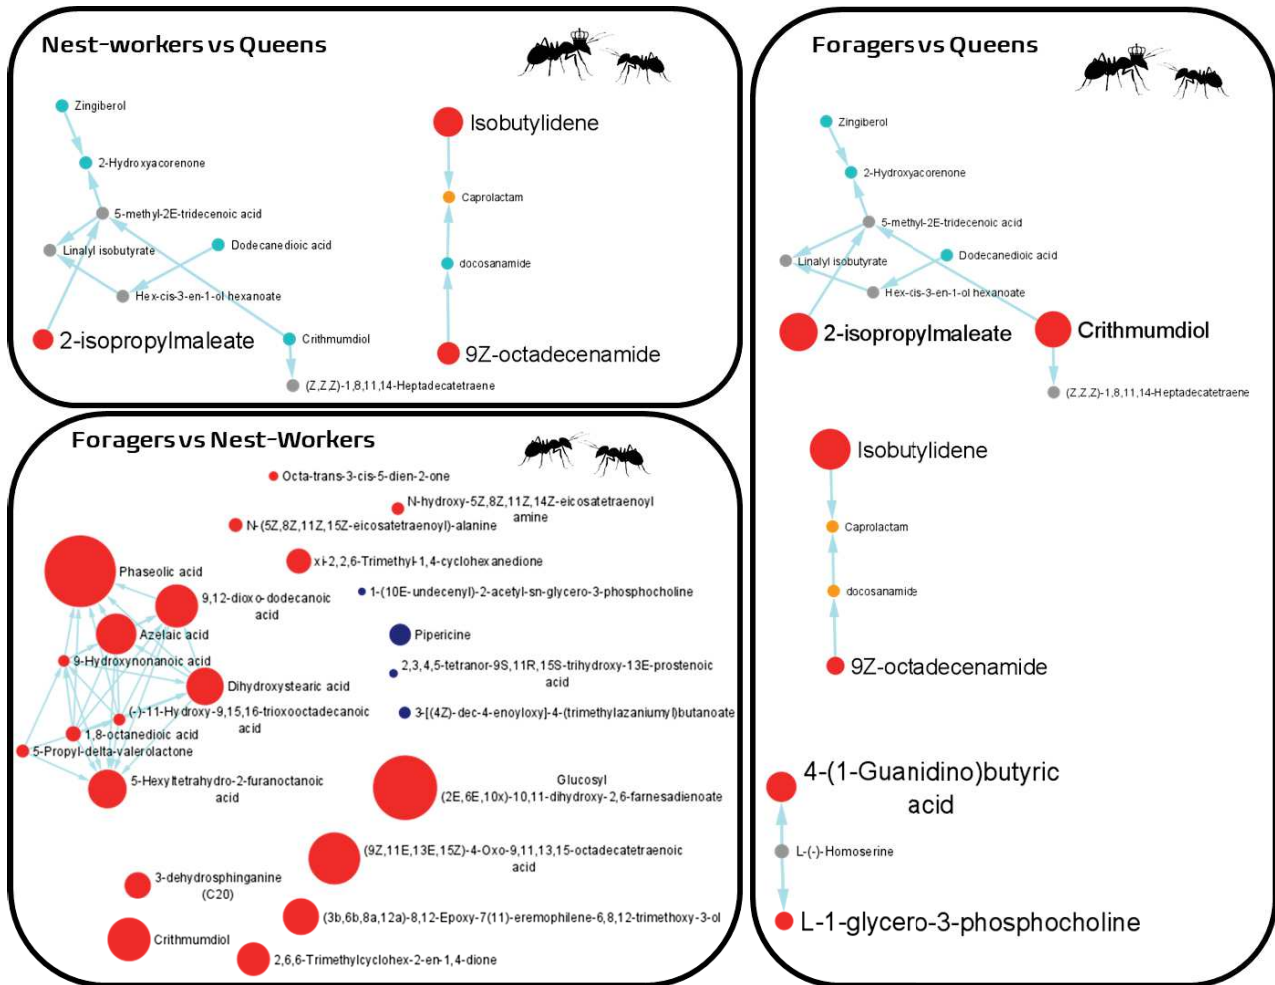 Nest-workers vs Queens
Zingiberol
2-Hydroxyacorenone
5-methyl-2E-tridecenoic acid
Linalyl isobutyrate
Dodecanedioic acid
Hex-cis-3-en-1-ol hexanoate
2-isopropylmaleate
Crithmumdiol
(Z,Z,Z)-1,8,11,14-Heptadecatetraene
Isobutylidene
Caprolactam
docosanamide
9Z-octadecenamide
Foragers vs Nest-Workers
Octa-trans-3-cis-5-dien-2-one
N-hydroxy-5Z,8Z,11Z,14Z-eicosatetraenoyl
amine
N-(5Z,8Z,11Z,15Z-eicosatetraenoyl)-alanine
xi-2,2,6-Trimethyl-1,4-cyclohexanedione
Phaseolic acid
9,12-dioxo-dodecanoic
acid
1-(10E-undecenyl)-2-acetyl-sn-glycero-3-phosphocholine
Azelaic acid
Pipericine
9-Hydroxynonanoic acid
2,3,4,5-tetranor-9S,11R,15S-trihydroxy-13E-prostenoic
acid
Dihydroxystearic acid
(-)-11-Hydroxy-9,15,16-trioxooctadecanoic
acid
3-[(4Z)-dec-4-enoyloxy]-4-(trimethylazaniumyl)butanoate
1,8-octanedioic acid
5-Propyl-delta-valerolactone
5-Hexyltetrahydro-2-furanoctanoic
acid
Glucosyl
(2E,6E,10x)-10,11-dihydroxy-2,6-farnesadienoate
(9Z,11E,13E,15Z)-4-Oxo-9,11,13,15-octadecatetraenoic
acid
3-dehydrosphinganine
(C20)
(3b,6b,8a,12a)-8,12-Epoxy-7(11)-eremophilene-6,8,12-trimethoxy-3-ol
Crithmumdiol
2,6,6-Trimethylcyclohex-2-en-1,4-dione
Foragers vs Queens
Zingiberol
2-Hydroxyacorenone
5-methyl-2E-tridecenoic acid
Linalyl isobutyrate
Dodecanedioic acid
Hex-cis-3-en-1-ol hexanoate
2-isopropylmaleate
Crithmumdiol
(Z,Z,Z)-1,8,11,14-Heptadecatetraene
Isobutylidene
Caprolactam
docosanamide
9Z-octadecenamide
4-(1-Guanidino)butyric
acid
L-(-)-Homoserine
L-1-glycero-3-phosphocholine